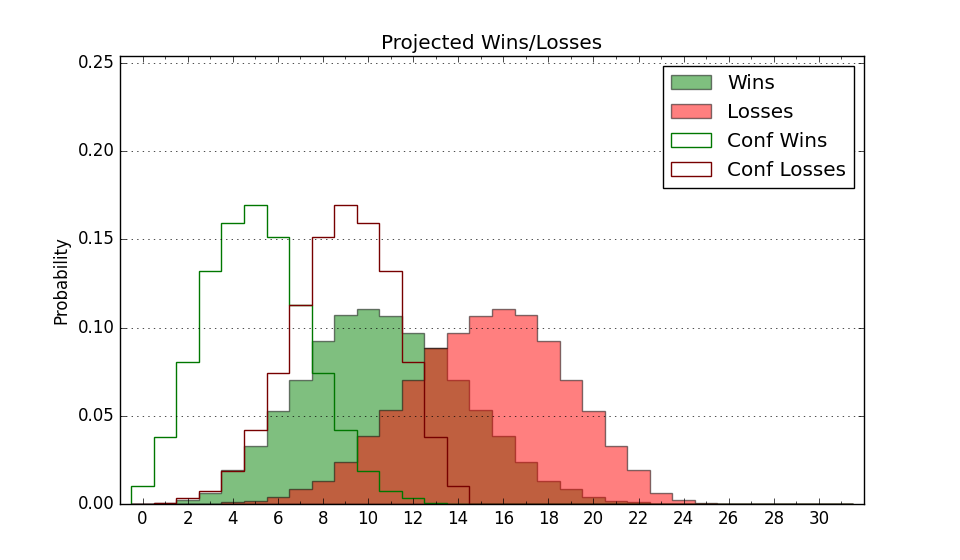 Projected Wins/Losses
0.25
0.20
0.15
0.10
0.05
0.00
Probability
Wins
Losses
Conf Wins
Conf Losses
0 2 4 6 8 10 12 14 16 18 20 22 24 26 28 30